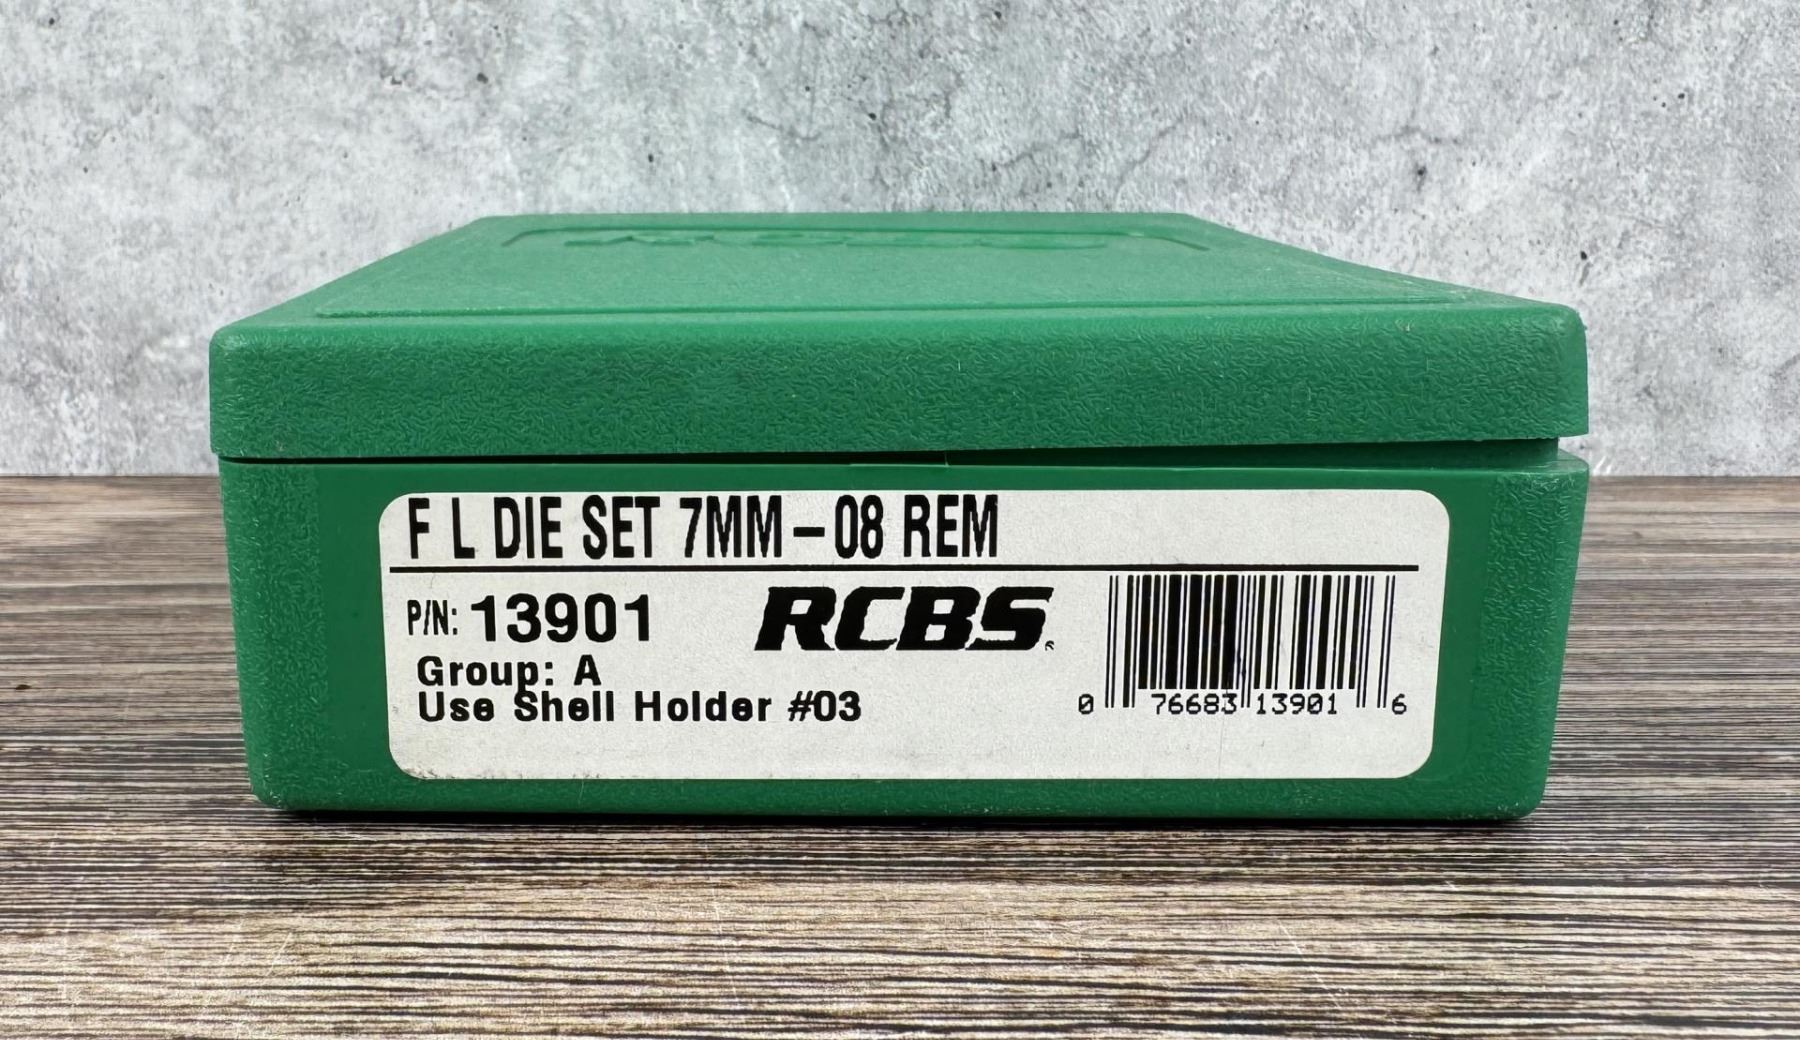 F L DIE SET 7MM-08 REM
P/N: 13901
RCBS
Group: A
Use Shell Holder #03
0 76683 13901 6